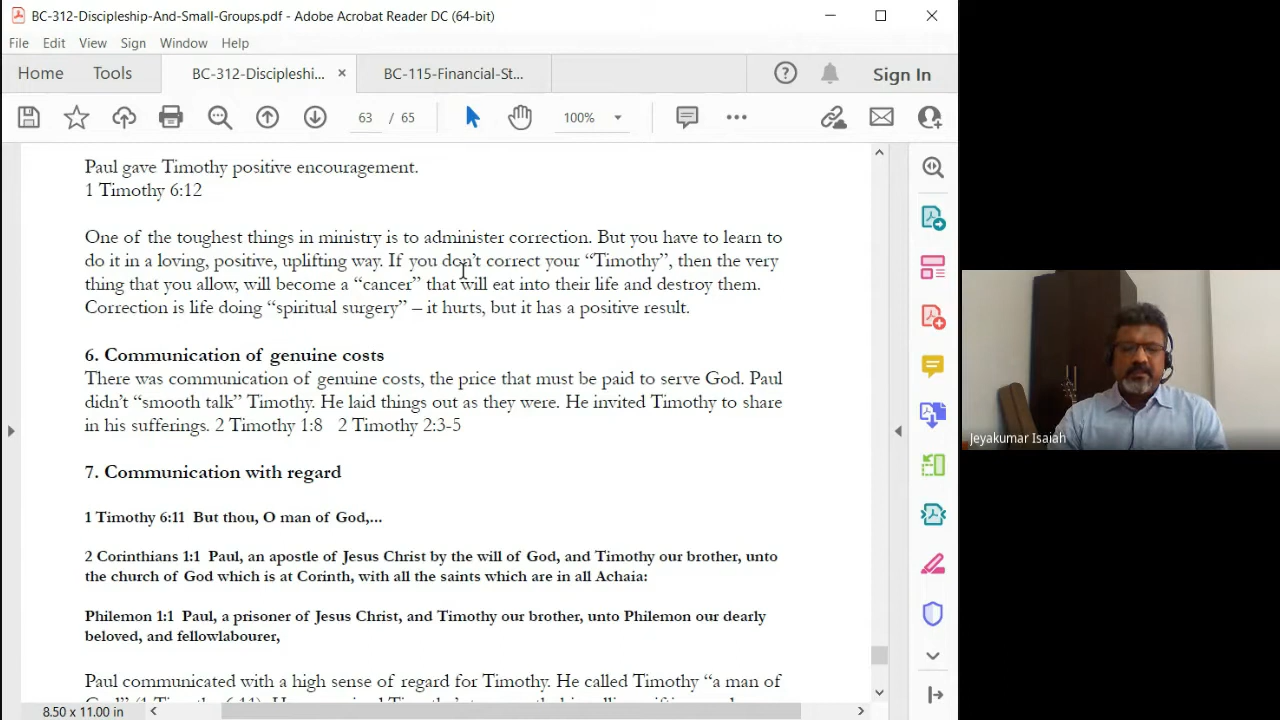 BC-312-Discipleship-And-Small-Groups.pdf - Adobe Acrobat Reader DC (64-bit)
File Edit View Sign Window Help
Home Tools BC-312-Discipleshi... × BC-115-Financial-St... Sign In
63 / 65 100%
Paul gave Timothy positive encouragement.
1 Timothy 6:12
One of the toughest things in ministry is to administer correction. But you have to learn to
do it in a loving, positive, uplifting way. If you don’t correct your “Timothy”, then the very
thing that you allow, will become a “cancer” that will eat into their life and destroy them.
Correction is life doing “spiritual surgery” – it hurts, but it has a positive result.
6. Communication of genuine costs
There was communication of genuine costs, the price that must be paid to serve God. Paul
didn’t “smooth talk” Timothy. He laid things out as they were. He invited Timothy to share
in his sufferings. 2 Timothy 1:8 2 Timothy 2:3-5
7. Communication with regard
1 Timothy 6:11 But thou, O man of God,...
2 Corinthians 1:1 Paul, an apostle of Jesus Christ by the will of God, and Timothy our brother, unto
the church of God which is at Corinth, with all the saints which are in all Achaia:
Philemon 1:1 Paul, a prisoner of Jesus Christ, and Timothy our brother, unto Philemon our dearly
beloved, and fellowlabourer,
Paul communicated with a high sense of regard for Timothy. He called Timothy “a man of
8.50 x 11.00 in
Jeyakumar Isaiah